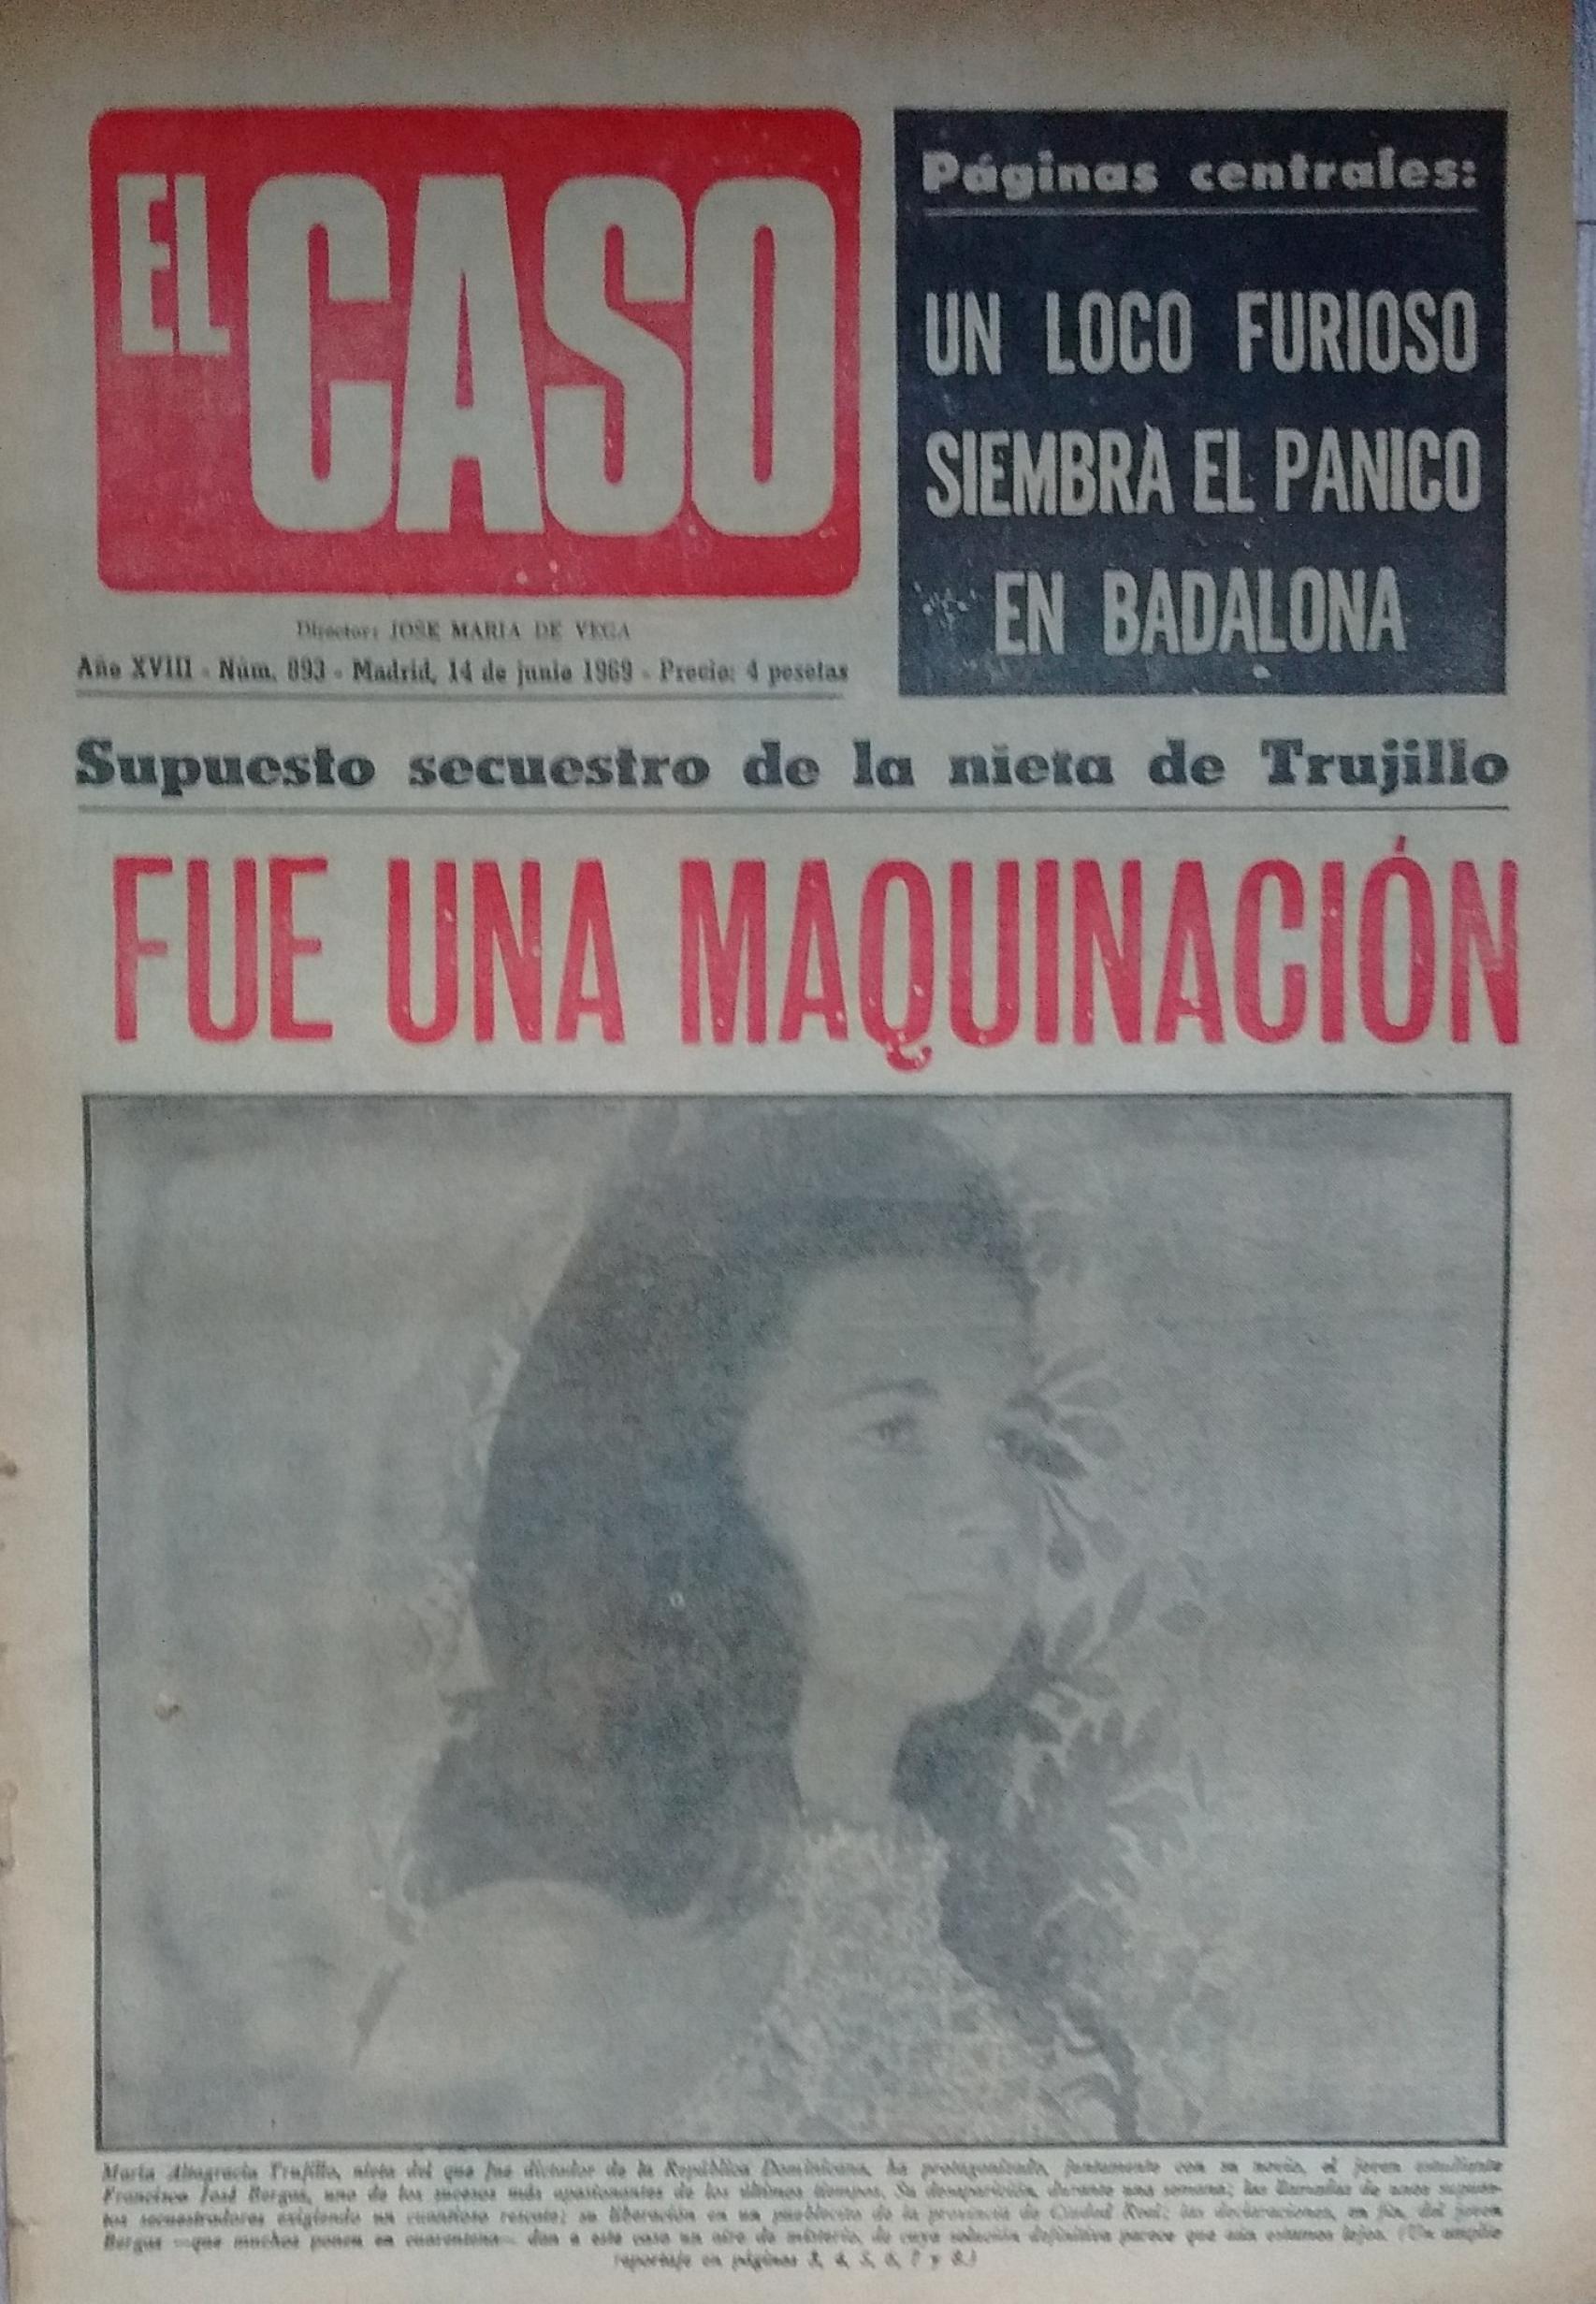 EL CASO
Director: JOSE MARIA DE VEGA
Año XVIII - Núm. 893 - Madrid, 14 de junio 1969 - Precio: 4 pesetas
Páginas centrales:
UN LOCO FURIOSO
SIEMBRA EL PANICO
EN BADALONA
Supuesto secuestro de la nieta de Trujillo
FUE UNA MAQUINACIÓN
María Altagracia Trujillo, nieta del que fue dictador de la República Dominicana, ha protagonizado, juntamente con su novio, el joven estudiante
Francisco José Bergas, uno de los sucesos más apasionantes de los últimos tiempos. Su desaparición durante una semana; las llamadas de unos supues-
tos secuestradores exigiendo un cuantioso rescate; su liberación en un pueblecito de la provincia de Ciudad Real; las declaraciones, en fin, del joven
Bergas —que muchos ponen en cuarentena— dan a este caso un aire de misterio, de cuya solución definitiva parece que aún estamos lejos. (Un amplio
reportaje en páginas 3, 4, 5, 6, 7 y 8.)